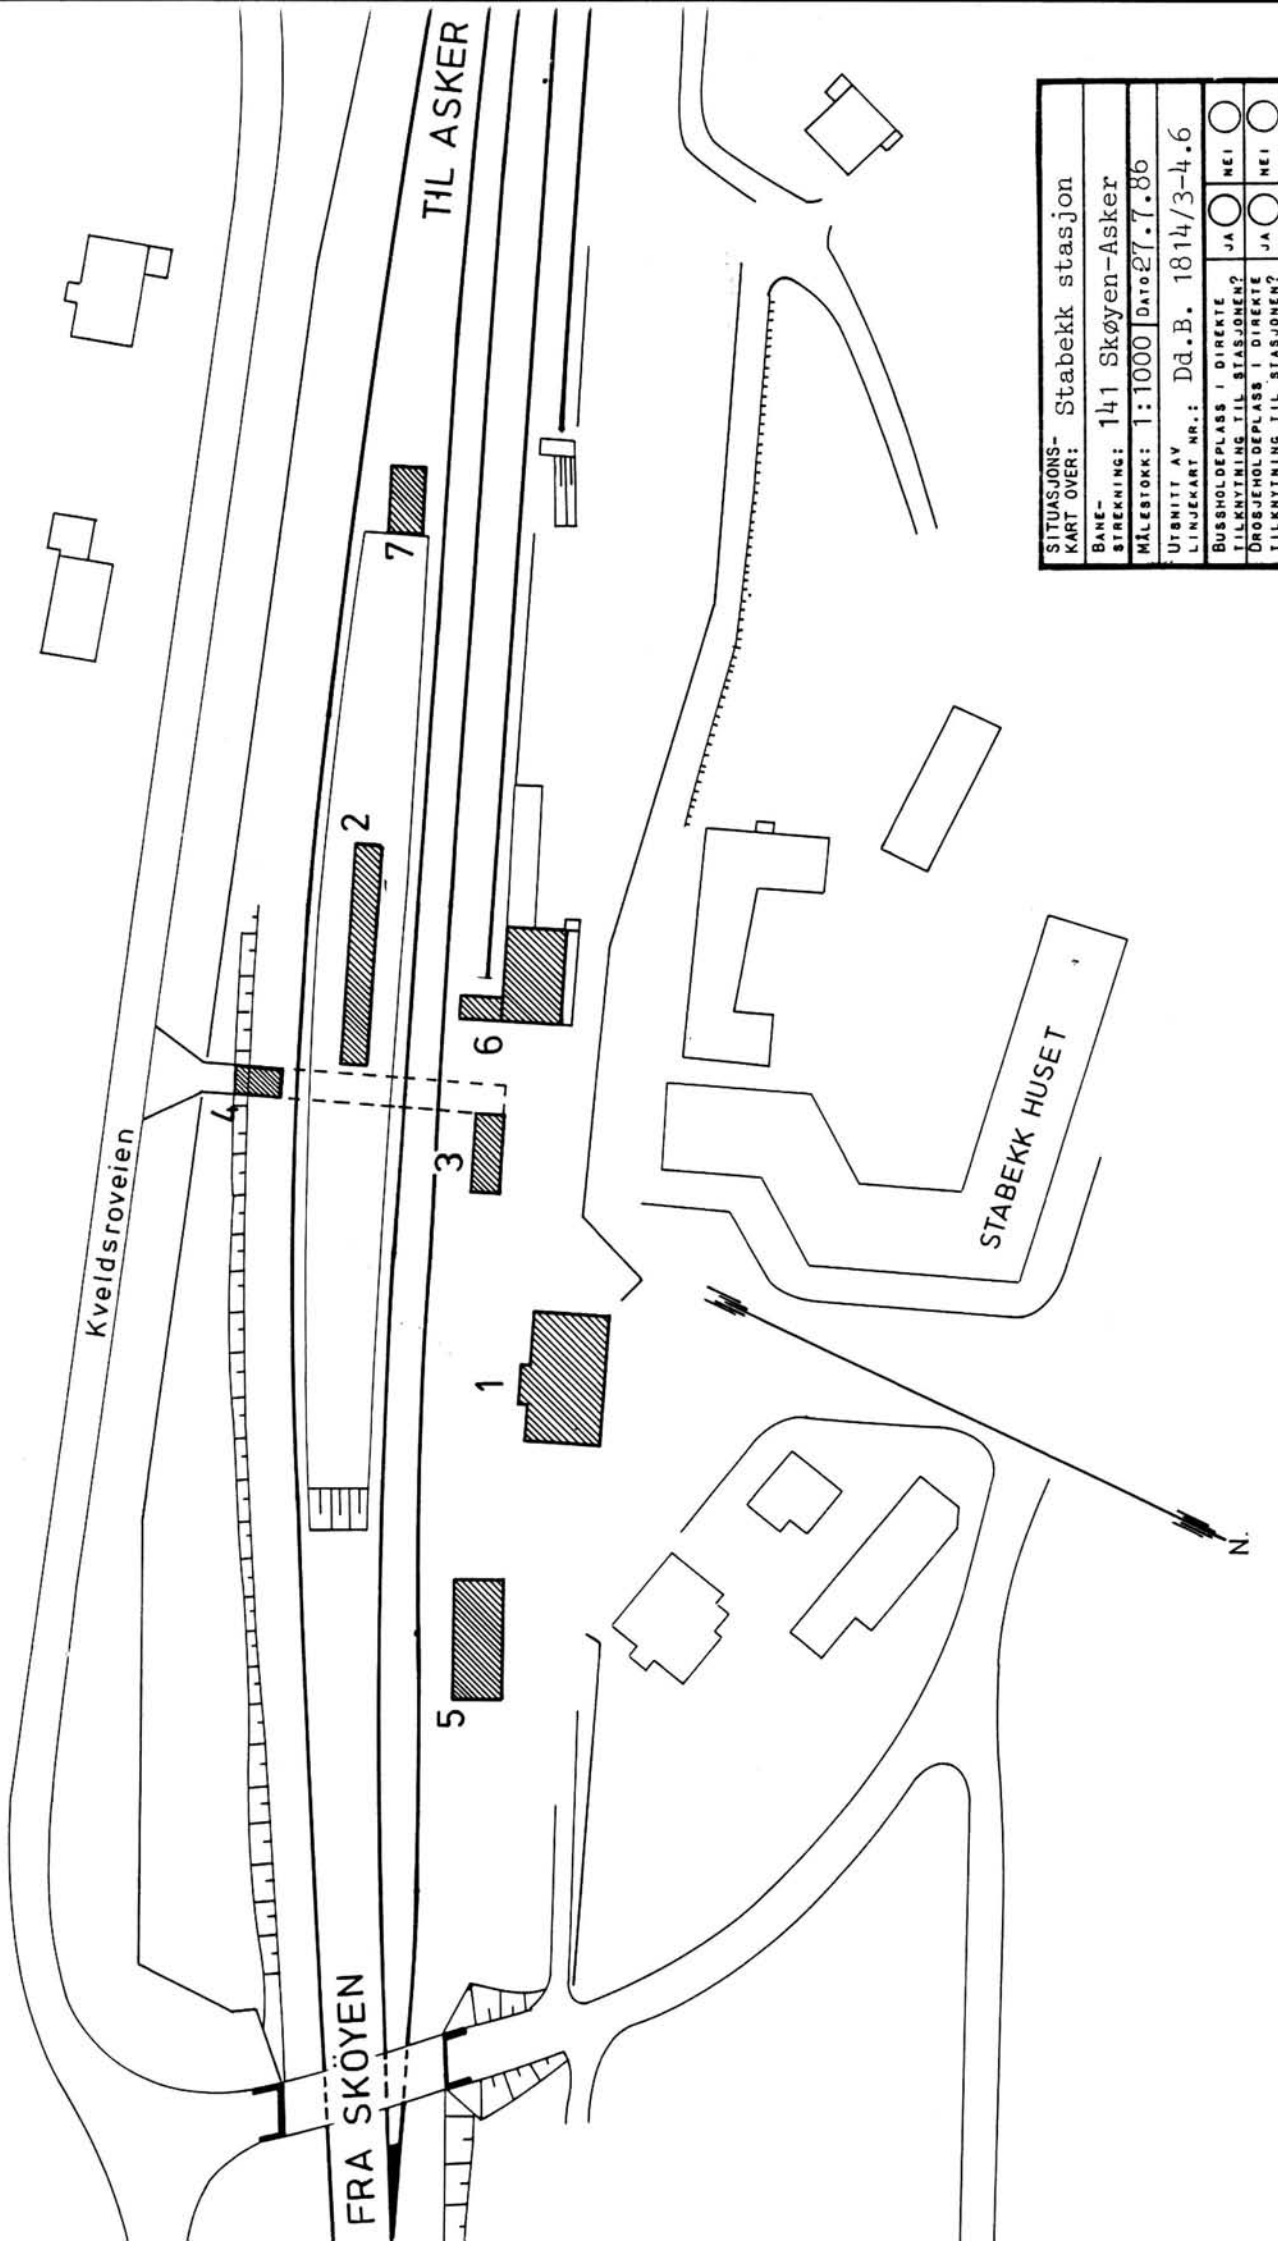 TIL ASKER
Kveldsroveien
FRA SKÖYEN
1
2
3
4
5
6
7
STABEKK HUSET
N.
SITUASJONS-
KART OVER: Stabekk stasjon
BANE-
STREKNING: 141 Skøyen-Asker
MÅLESTOKK: 1:1000 DATO: 27.7.86
UTSNITT AV
LINJEKART NR.: Dd.B. 1814/3-4.6
BUSSHOLDEPLASS I DIREKTE
TILKNYTNING TIL STASJONEN? JA NEI
DROSJEHOLDEPLASS I DIREKTE
TILKNYTNING TIL STASJONEN? JA NEI